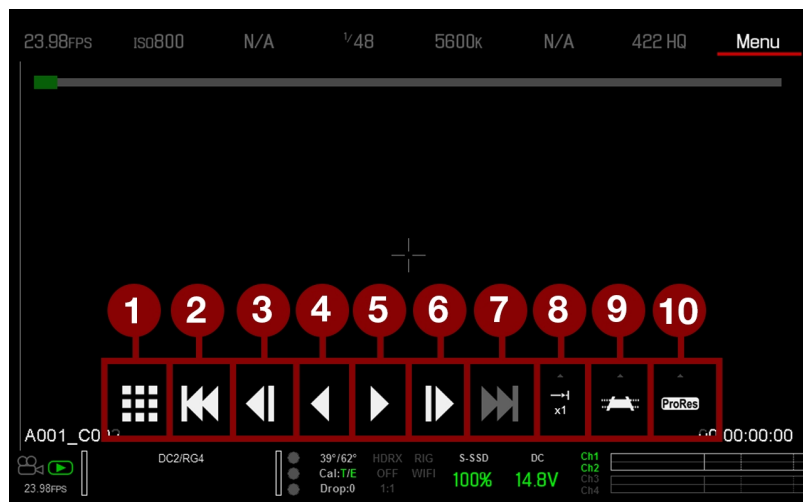 23.98FPS ISO800 N/A 1/48 5600K N/A 422 HQ Menu
1 2 3 4 5 6 7 8 9 10
x1 ProRes
:00:00:00
DC2/RG4 39°/62° HDRX RIG S-SSD DC Ch1
Cal:T/E OFF WIFI 100% 14.8V Ch2
23.98FPS Drop:0 1:1 Ch3
Ch4